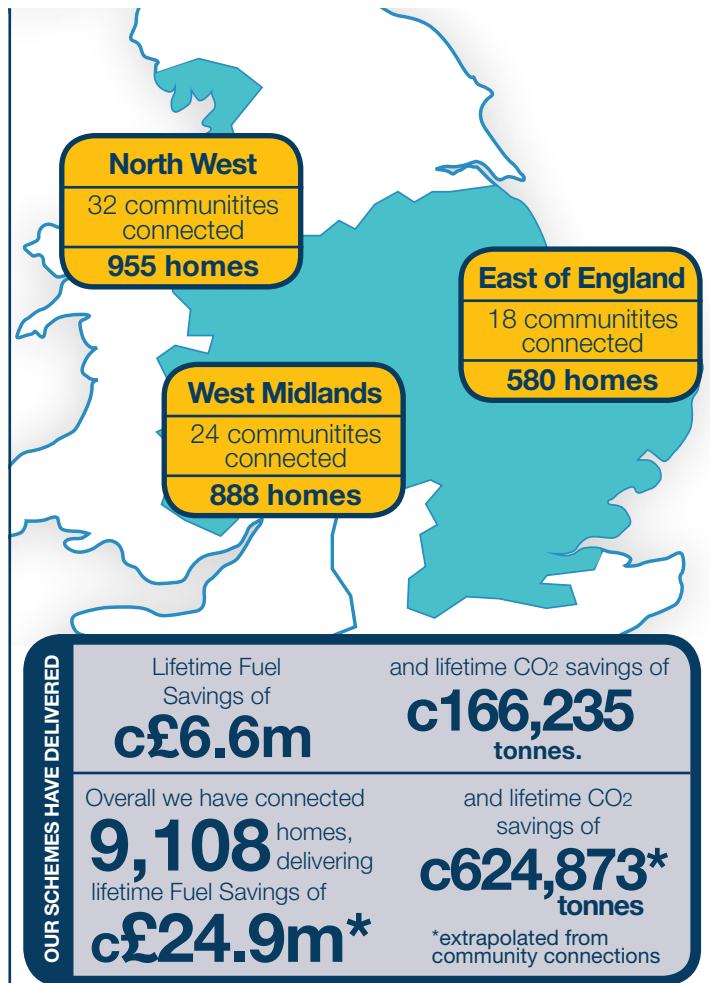 North West
32 communitites
connected
955 homes
East of England
18 communitites
connected
580 homes
West Midlands
24 communitites
connected
888 homes
OUR SCHEMES HAVE DELIVERED
Lifetime Fuel
Savings of
c£6.6m
and lifetime CO2 savings of
c166,235
tonnes.
Overall we have connected
9,108 homes,
delivering
lifetime Fuel Savings of
c£24.9m*
and lifetime CO2
savings of
c624,873*
tonnes
*extrapolated from
community connections